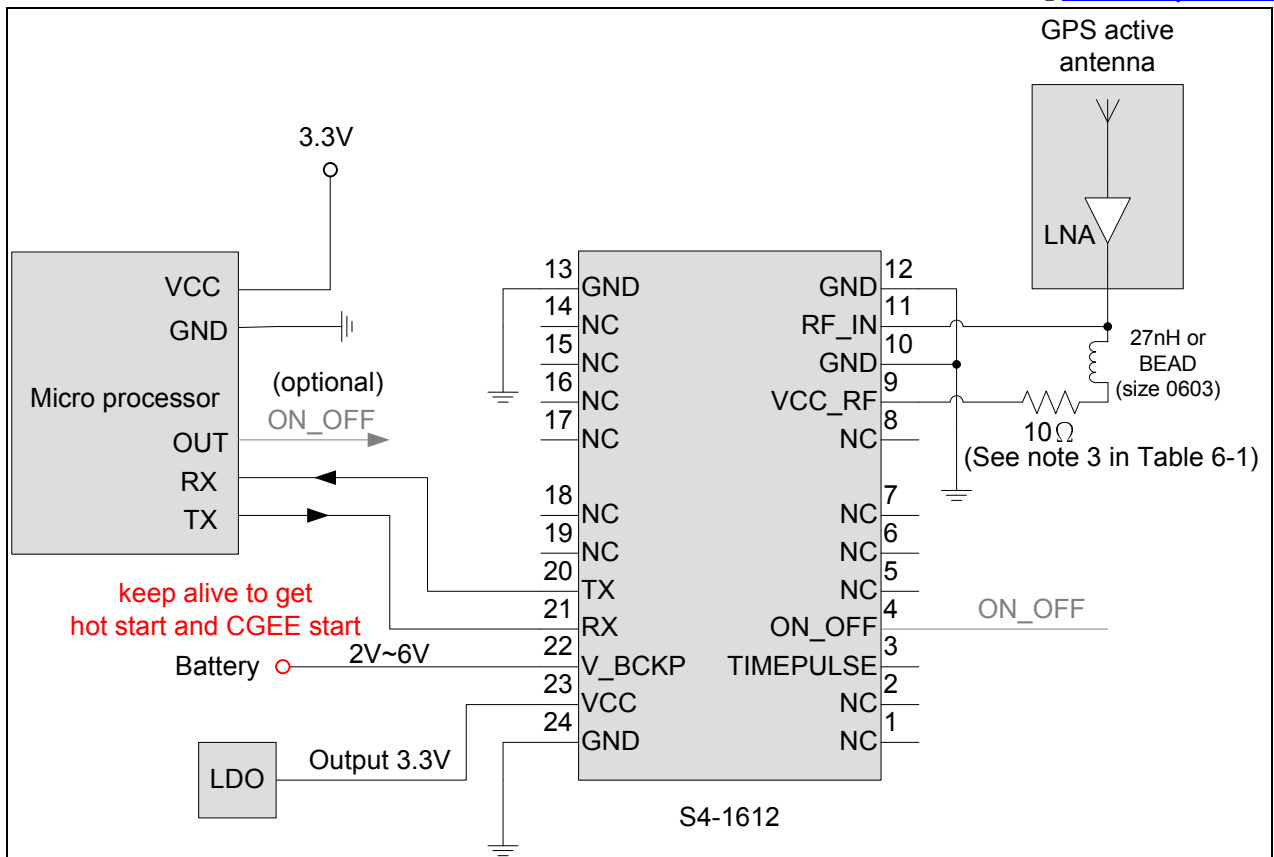 GPS active
antenna
3.3V
LNA
VCC
GND
Micro processor
(optional)
ON_OFF
OUT
RX
TX
13 GND
14 NC
15 NC
16 NC
17 NC
18 NC
19 NC
20 TX
21 RX
22 V_BCKP
23 VCC
24 GND
GND 12
RF_IN 11
GND 10
VCC_RF 9
NC 8
NC 7
NC 6
NC 5
ON_OFF 4
TIMEPULSE 3
NC 2
NC 1
27nH or
BEAD
(size 0603)
10Ω
(See note 3 in Table 6-1)
ON_OFF
keep alive to get
hot start and CGEE start
Battery
2V~6V
LDO
Output 3.3V
S4-1612